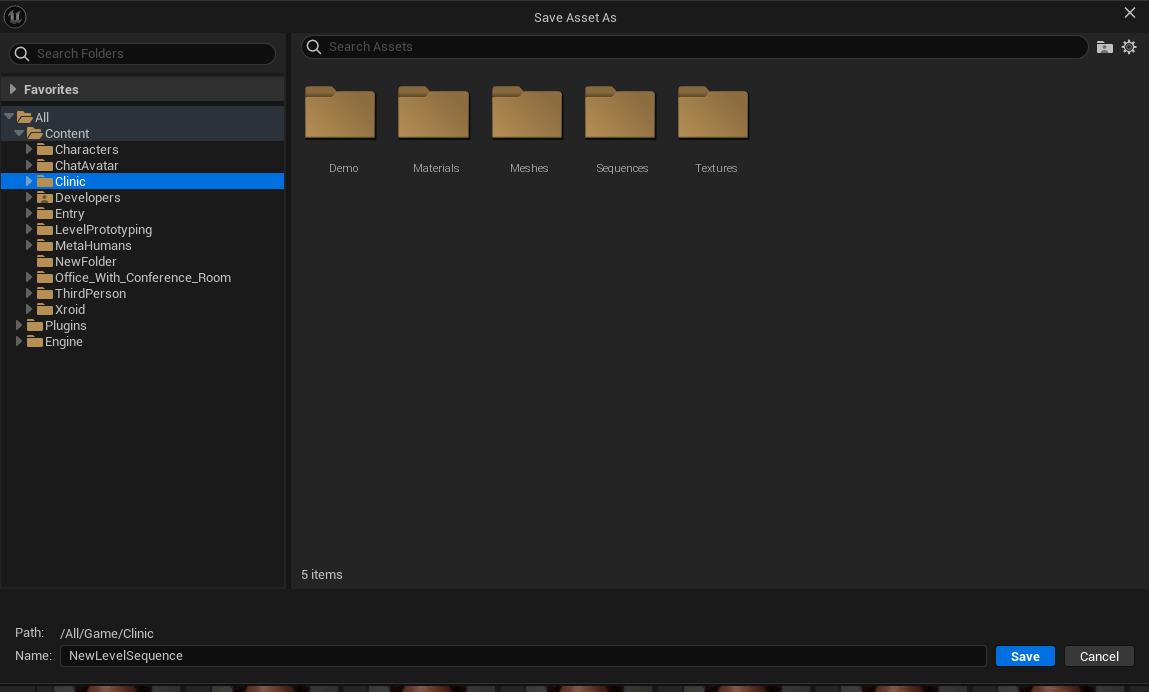 Save Asset As
Search Folders
Search Assets
Favorites
All
Content
Characters
ChatAvatar
Clinic
Developers
Entry
LevelPrototyping
MetaHumans
NewFolder
Office_With_Conference_Room
ThirdPerson
Xroid
Plugins
Engine
Demo
Materials
Meshes
Sequences
Textures
5 items
Path: /All/Game/Clinic
Name: NewLevelSequence
Save
Cancel